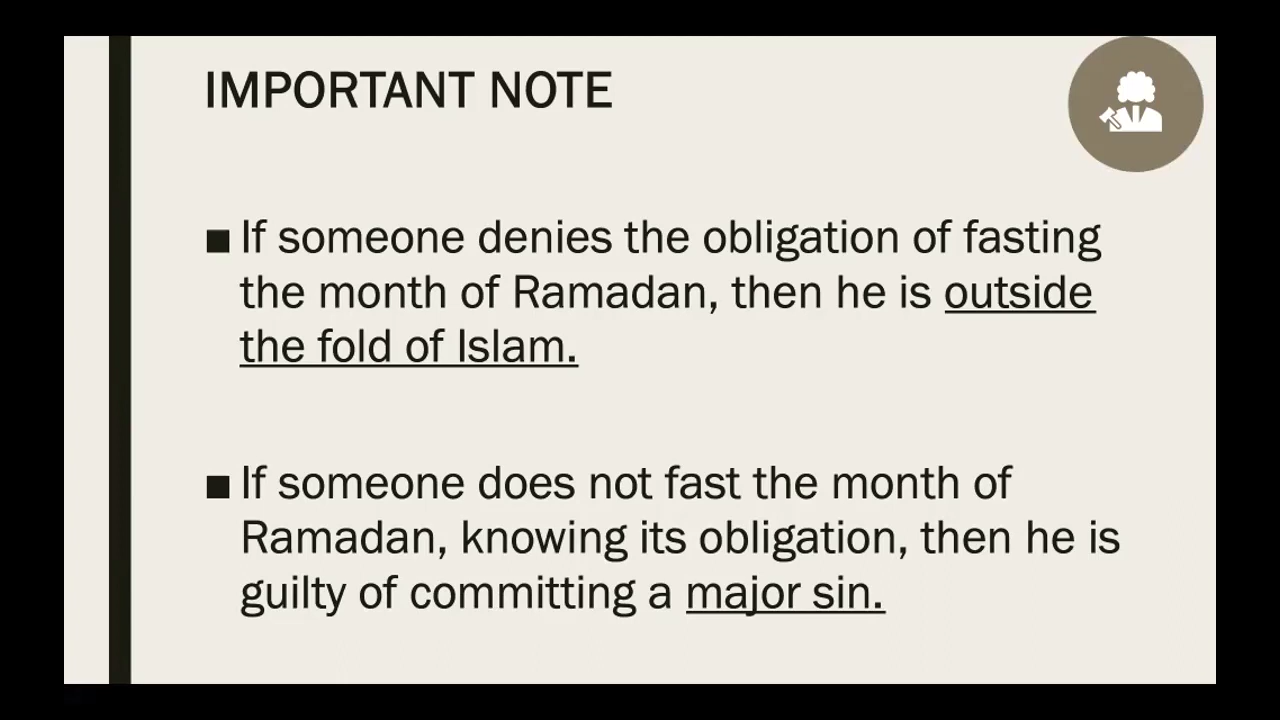 IMPORTANT NOTE
■ If someone denies the obligation of fasting
the month of Ramadan, then he is outside
the fold of Islam.
■ If someone does not fast the month of
Ramadan, knowing its obligation, then he is
guilty of committing a major sin.